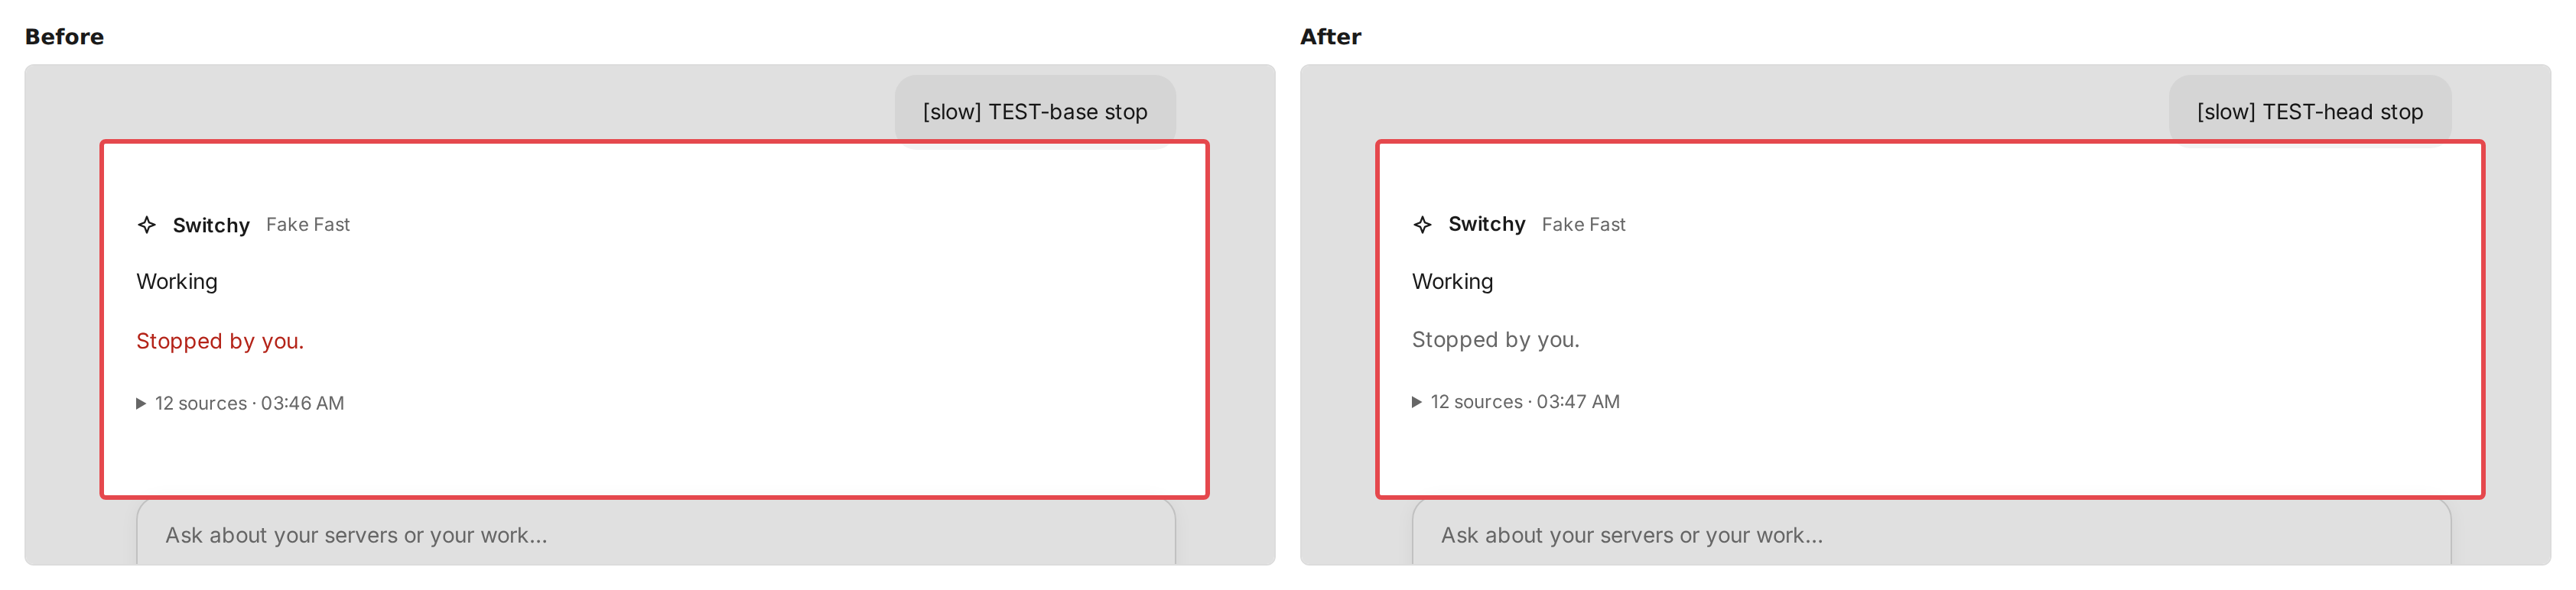 Before
[slow] TEST-base stop
Switchy Fake Fast
Working
Stopped by you.
12 sources · 03:46 AM
Ask about your servers or your work...
After
[slow] TEST-head stop
Switchy Fake Fast
Working
Stopped by you.
12 sources · 03:47 AM
Ask about your servers or your work...